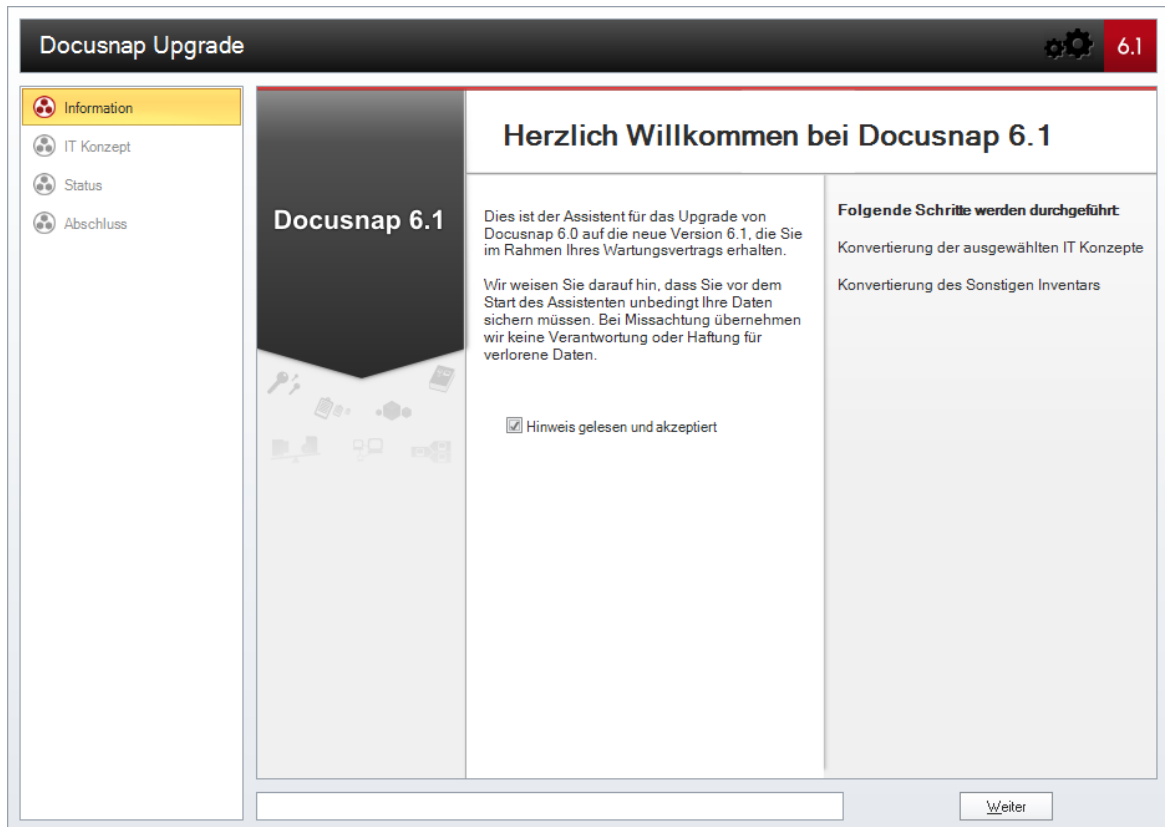 Docusnap Upgrade
6.1
Information
IT Konzept
Status
Abschluss
Docusnap 6.1
Herzlich Willkommen bei Docusnap 6.1
Dies ist der Assistent für das Upgrade von
Docusnap 6.0 auf die neue Version 6.1, die Sie
im Rahmen Ihres Wartungsvertrags erhalten.
Wir weisen Sie darauf hin, dass Sie vor dem
Start des Assistenten unbedingt Ihre Daten
sichern müssen. Bei Missachtung übernehmen
wir keine Verantwortung oder Haftung für
verlorene Daten.
Hinweis gelesen und akzeptiert
Folgende Schritte werden durchgeführt:
Konvertierung der ausgewählten IT Konzepte
Konvertierung des Sonstigen Inventars
Weiter